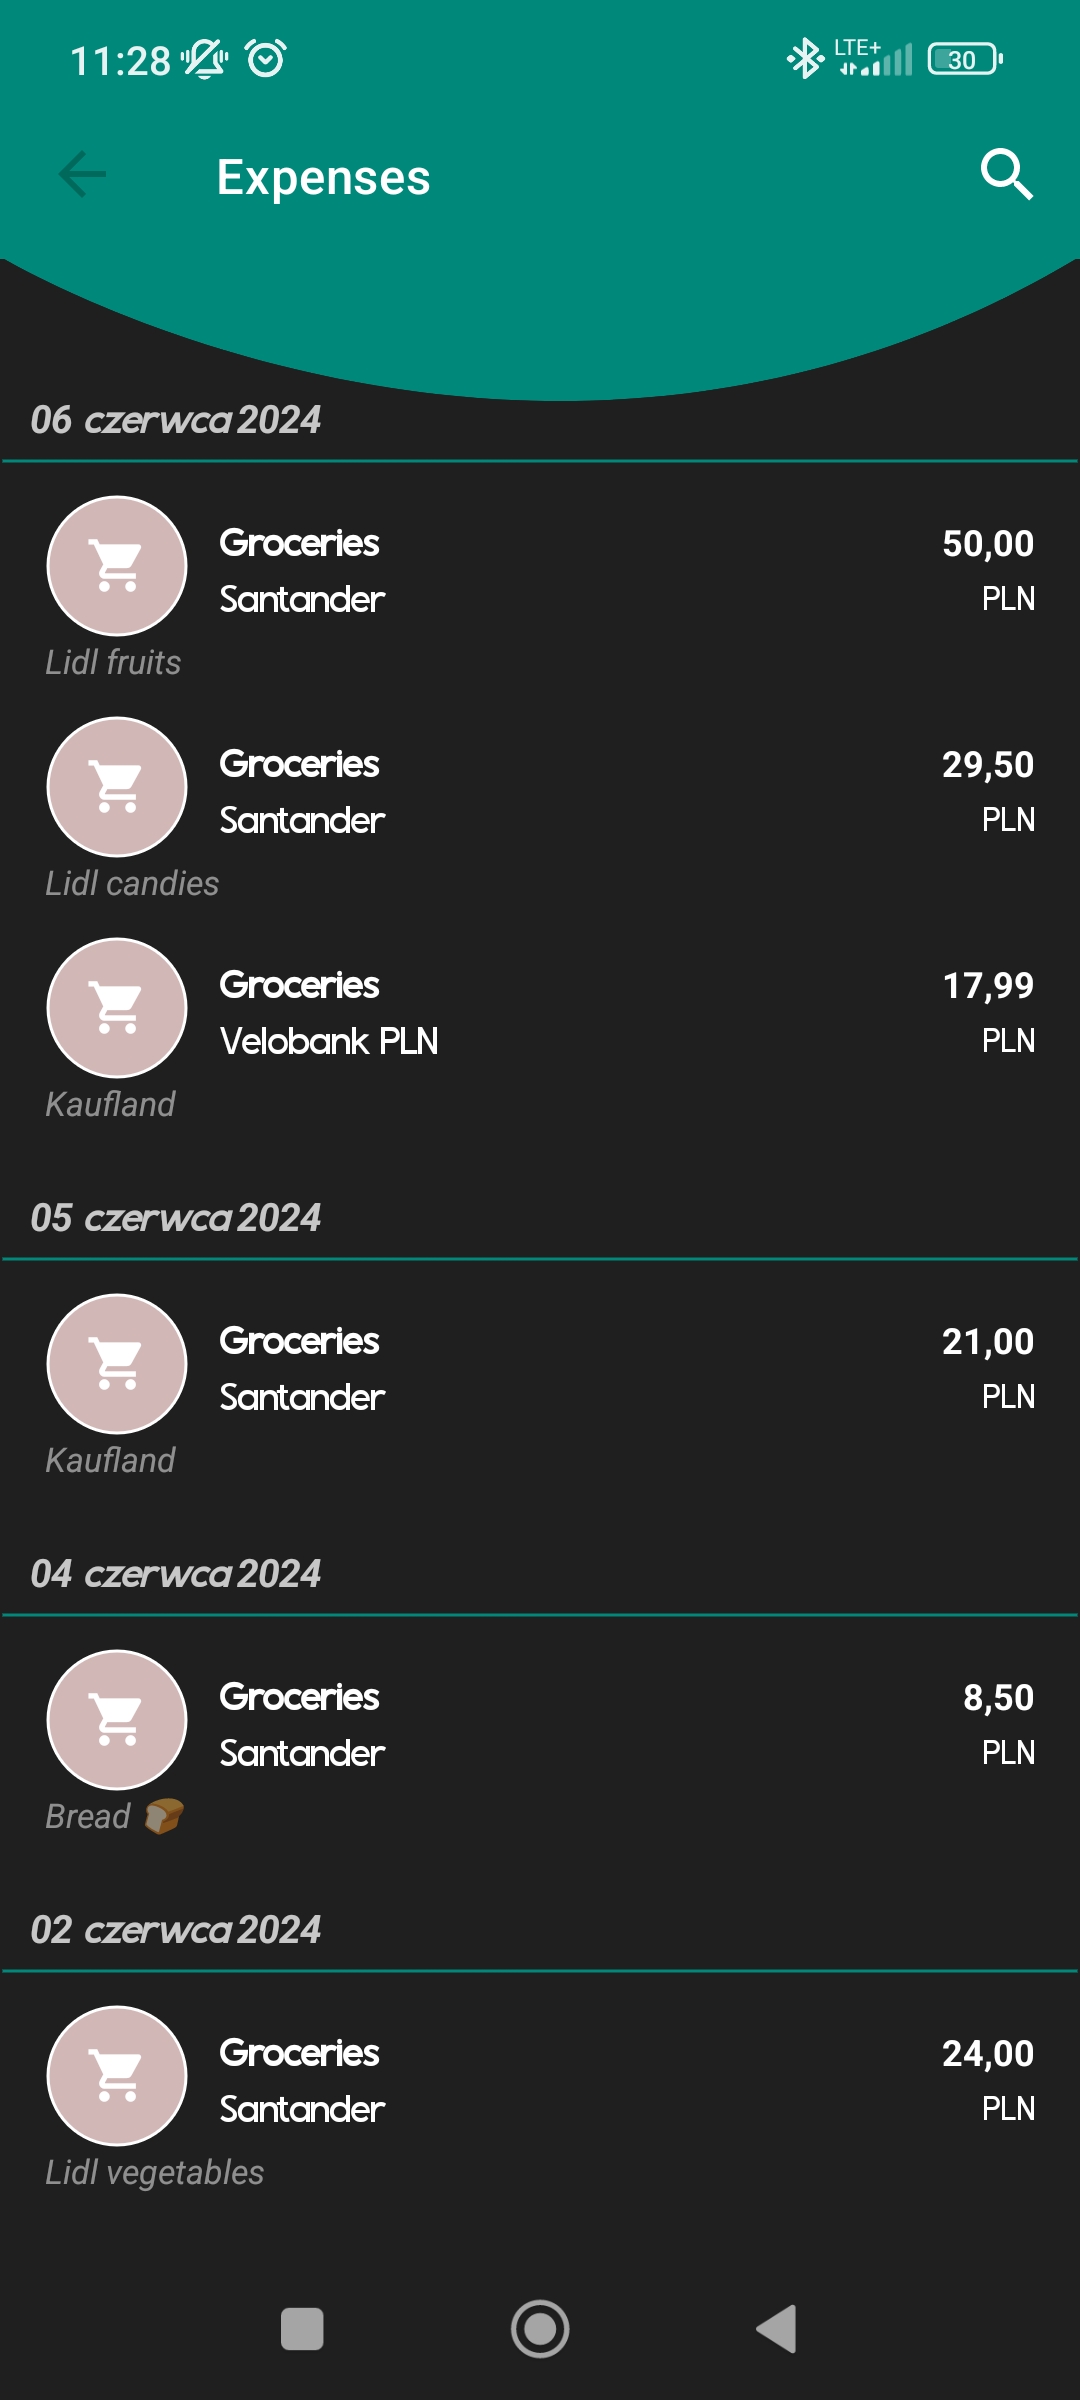 11:28
LTE+
30
Expenses
06 czerwca 2024
Groceries
50,00
Santander
PLN
Lidl fruits
Groceries
29,50
Santander
PLN
Lidl candies
Groceries
17,99
Velobank PLN
PLN
Kaufland
05 czerwca 2024
Groceries
21,00
Santander
PLN
Kaufland
04 czerwca 2024
Groceries
8,50
Santander
PLN
Bread 🍞
02 czerwca 2024
Groceries
24,00
Santander
PLN
Lidl vegetables